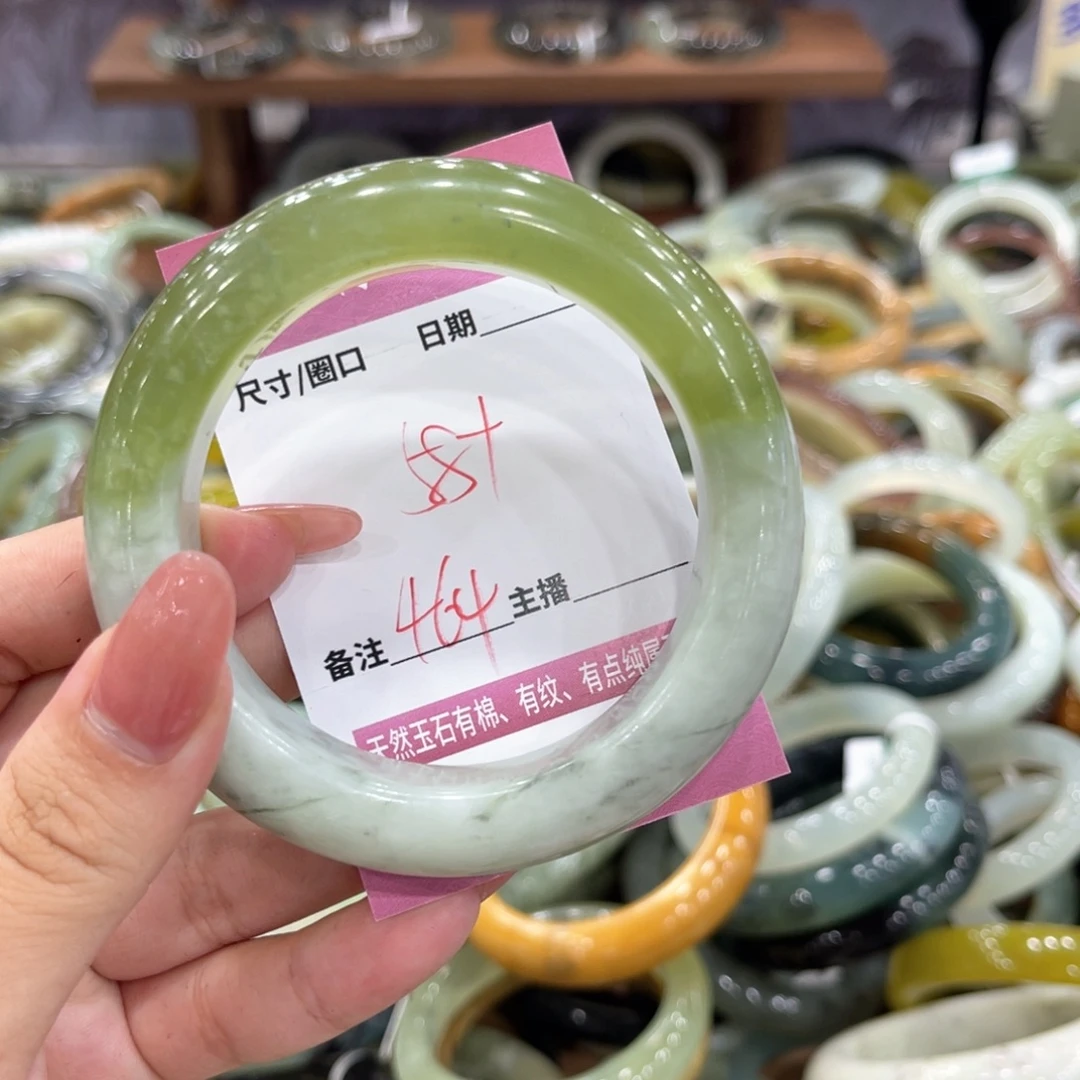 日期
尺寸/圈口
58+
464
主播
备注
天然玉石有棉、有纹、有点纯属